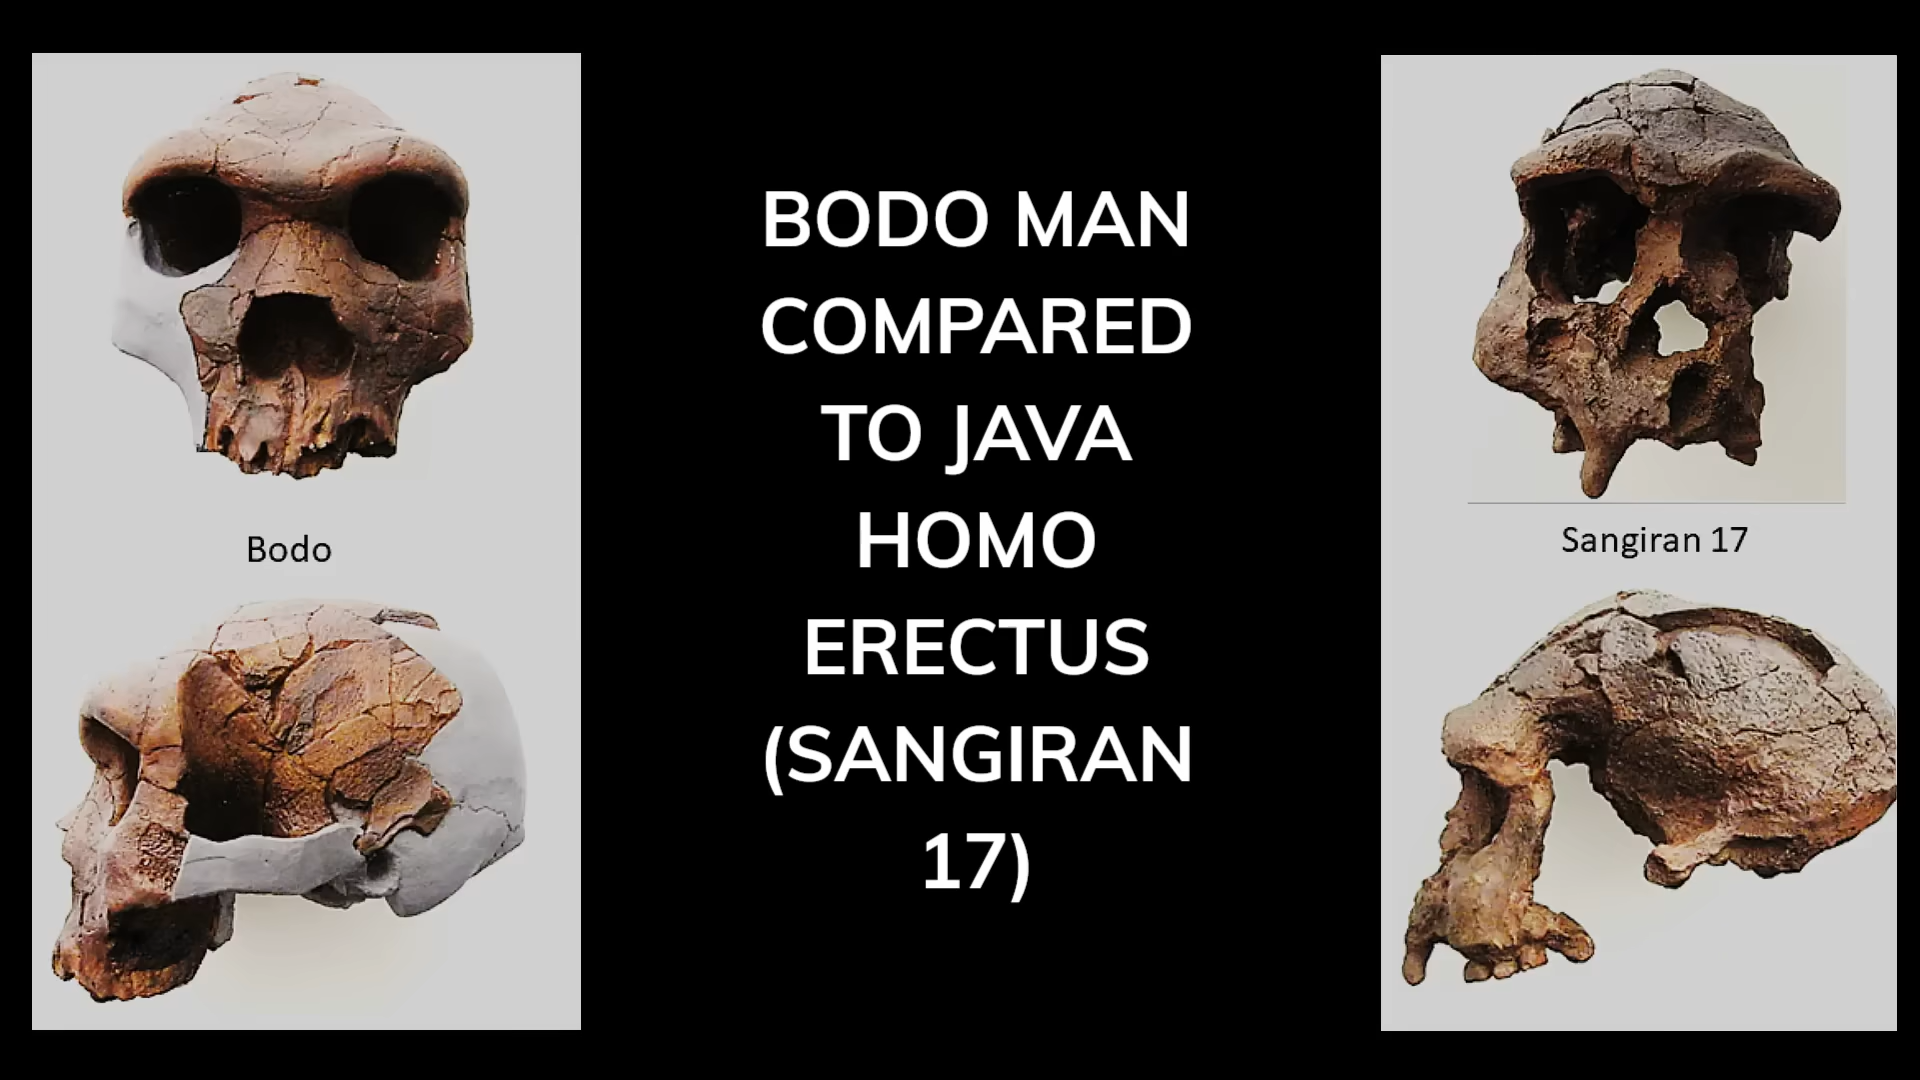 Bodo
BODO MAN
COMPARED
TO JAVA
HOMO
ERECTUS
(SANGIRAN
17)
Sangiran 17